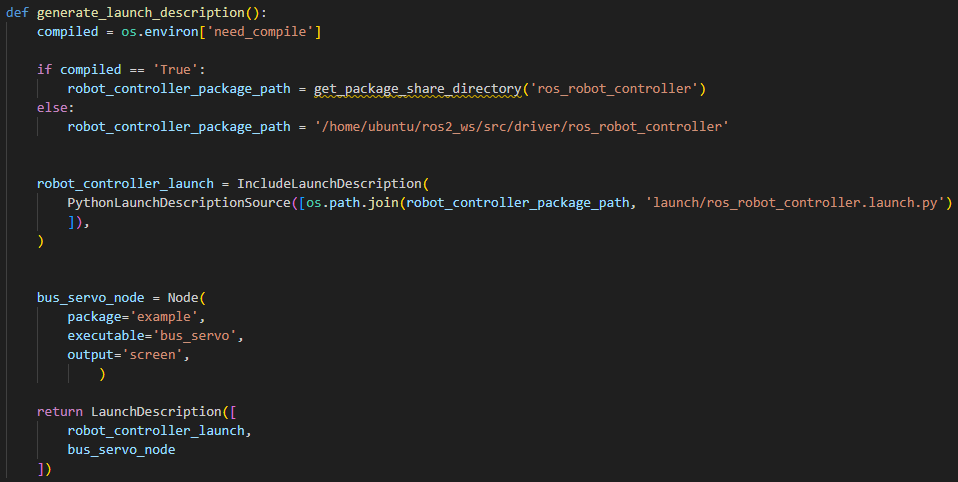 def generate_launch_description():
    compiled = os.environ['need_compile']
    if compiled == 'True':
        robot_controller_package_path = get_package_share_directory('ros_robot_controller')
    else:
        robot_controller_package_path = '/home/ubuntu/ros2_ws/src/driver/ros_robot_controller'
    robot_controller_launch = IncludeLaunchDescription(
        PythonLaunchDescriptionSource([os.path.join(robot_controller_package_path, 'launch/ros_robot_controller.launch.py')
        ]),
    )
    bus_servo_node = Node(
        package='example',
        executable='bus_servo',
        output='screen',
            )
    return LaunchDescription([
        robot_controller_launch,
        bus_servo_node
    ])